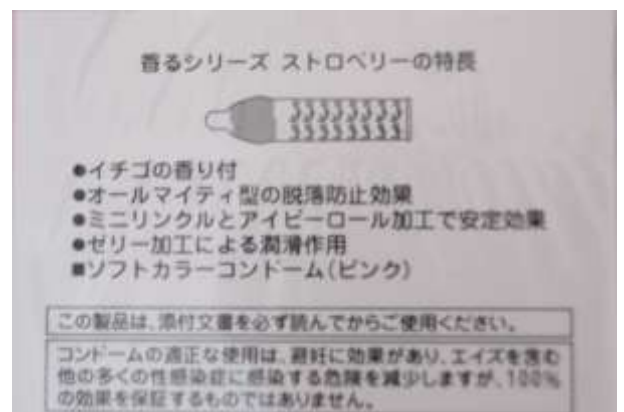 香るシリーズ ストロベリーの特長
●イチゴの香り付
●オールマイティ型の脱落防止効果
●ミニリンクルとアイビーロール加工で安定効果
●ゼリー加工による潤滑作用
■ソフトカラーコンドーム(ピンク)
この製品は、添付文書を必ず読んでからご使用ください。
コンドームの適正な使用は、避妊に効果があり、エイズを含む
他の多くの性感染症に感染する危険を減少しますが、100%
の効果を保証するものではありません。